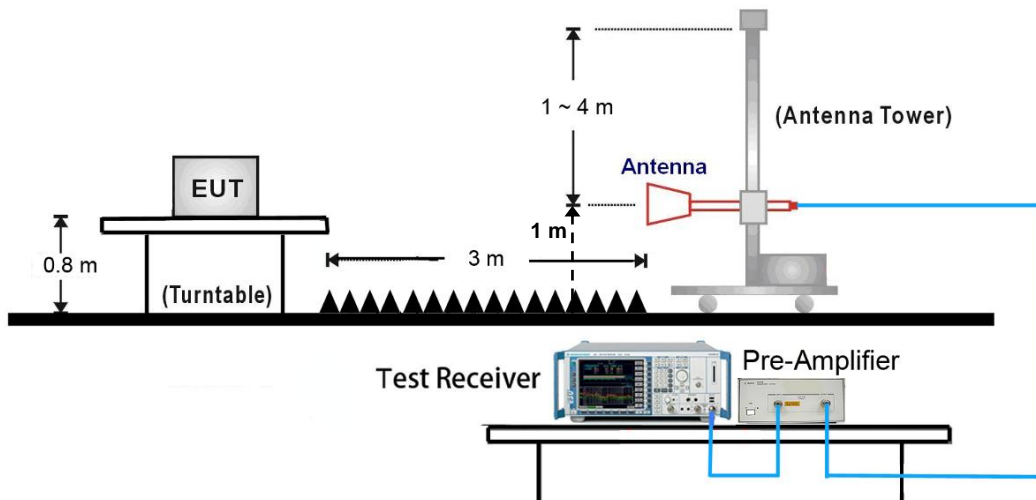 1 ~ 4 m
(Antenna Tower)
Antenna
EUT
1 m
0.8 m
3 m
(Turntable)
Test Receiver
Pre-Amplifier